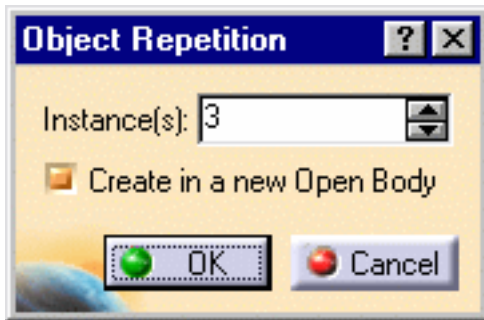 Object Repetition ? X
Instance(s): 3
Create in a new Open Body
OK Cancel